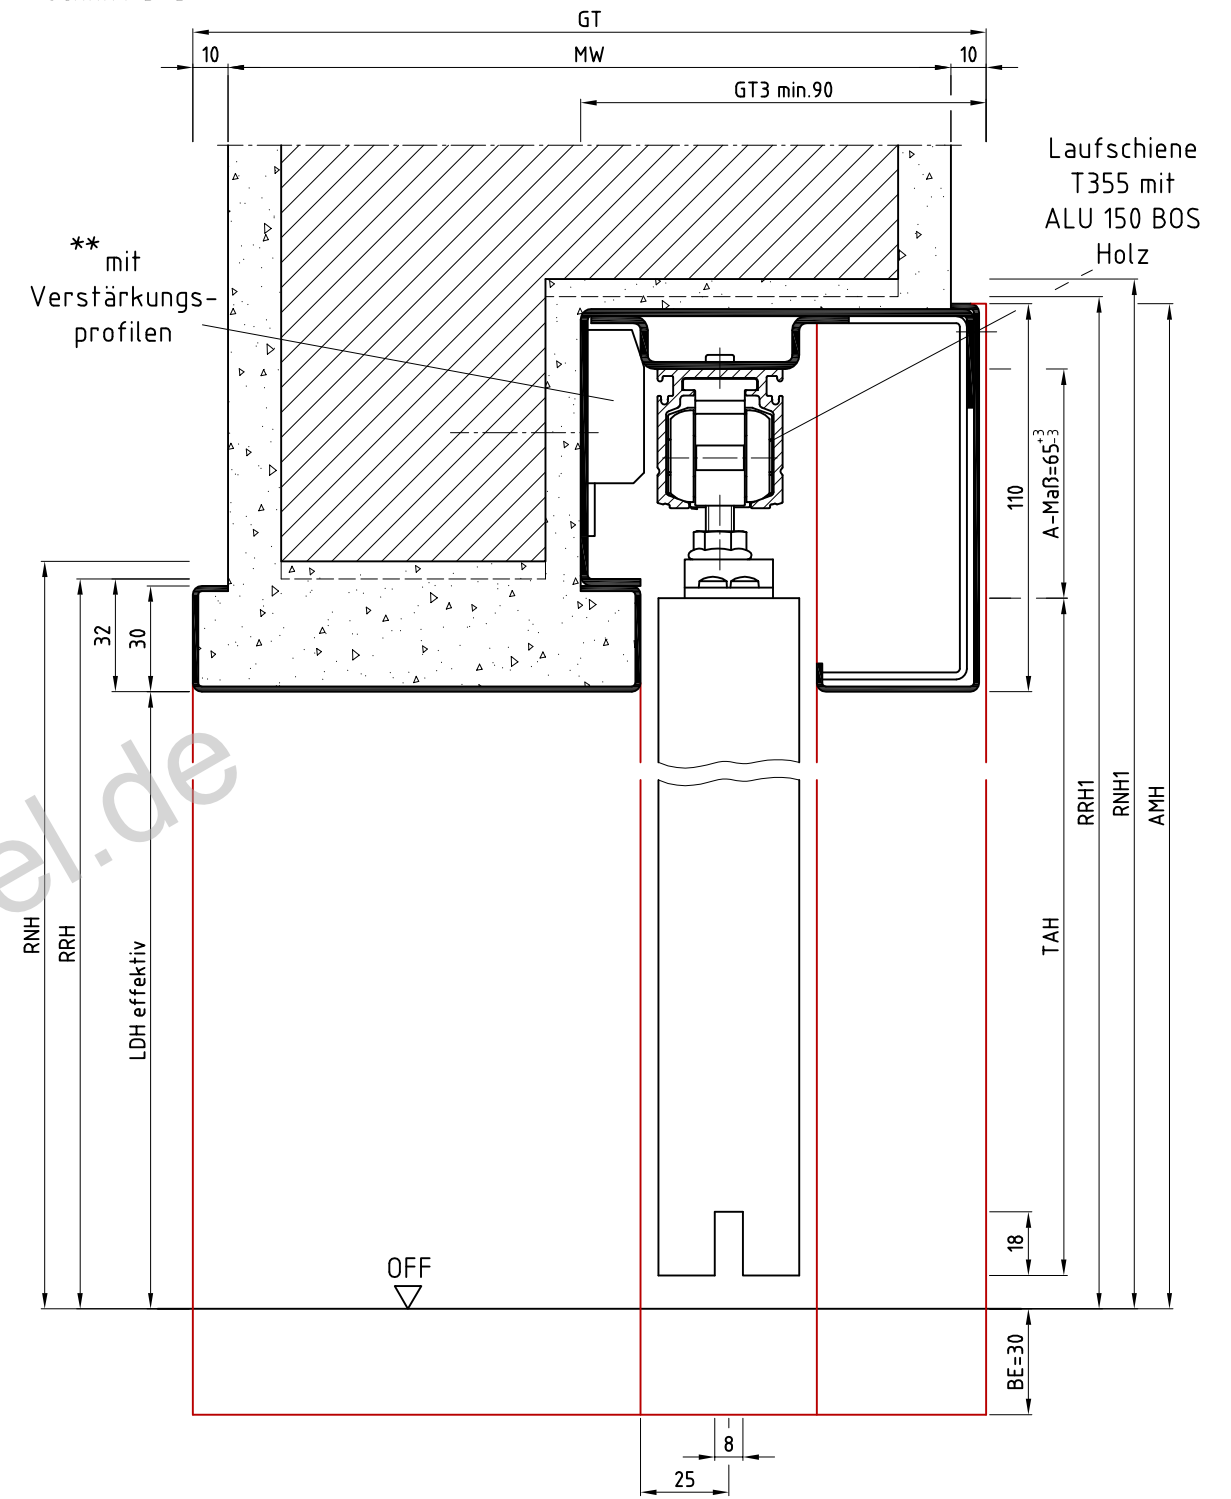 GT
10
MW
10
GT3 min.90
Laufschiene
T355 mit
ALU 150 BOS
Holz
**
mit
Verstärkungs-
profilen
110
A-Maß=65 +3 -3
32
30
RNH
RRH
LDH effektiv
TAH
RRH1
RNH1
AMH
el.de
OFF
18
BE=30
8
25